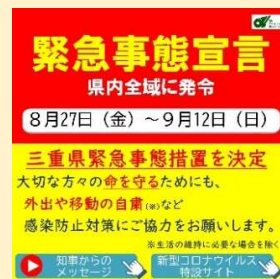 緊急事態宣言
県内全域に発令
8月27日（金）～9月12日（日）
三重県緊急事態措置を決定
大切な方々の命を守るためにも、
外出や移動の自粛（※）など
感染防止対策にご協力をお願いします。
※生活の維持に必要な場合を除く
知事からのメッセージ
新型コロナウイルス特設サイト